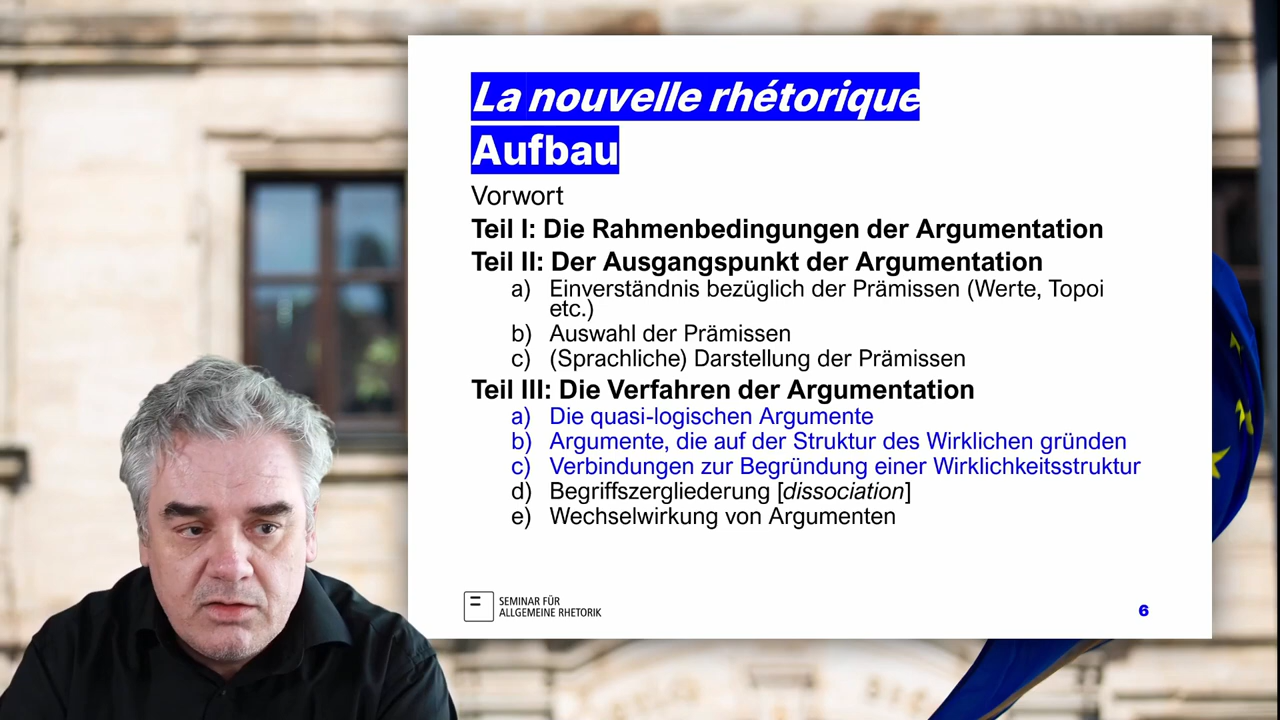 La nouvelle rhétorique
Aufbau
Vorwort
Teil I: Die Rahmenbedingungen der Argumentation
Teil II: Der Ausgangspunkt der Argumentation
a) Einverständnis bezüglich der Prämissen (Werte, Topoi
etc.)
b) Auswahl der Prämissen
c) (Sprachliche) Darstellung der Prämissen
Teil III: Die Verfahren der Argumentation
a) Die quasi-logischen Argumente
b) Argumente, die auf der Struktur des Wirklichen gründen
c) Verbindungen zur Begründung einer Wirklichkeitsstruktur
d) Begriffszergliederung [dissociation]
e) Wechselwirkung von Argumenten
SEMINAR FÜR
ALLGEMEINE RHETORIK
6